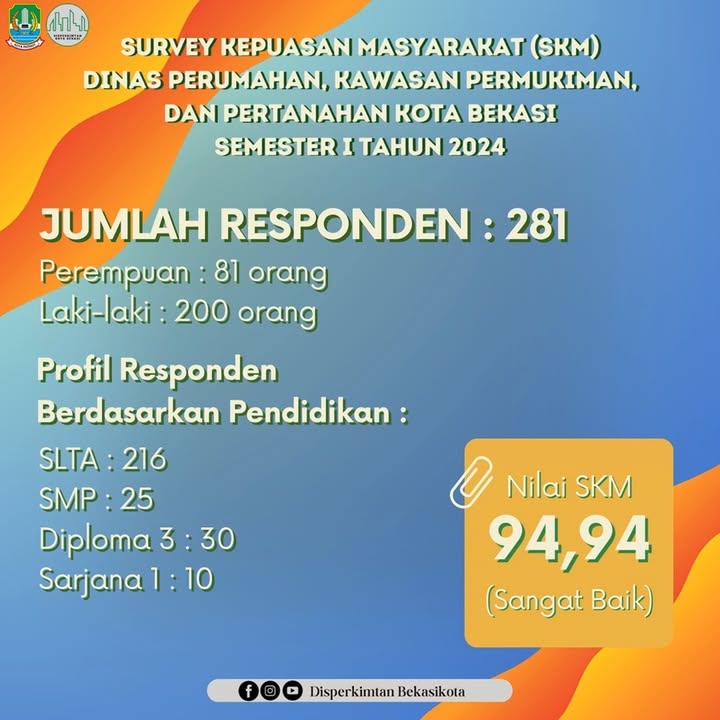 SURVEY KEPUASAN MASYARAKAT (SKM)
DINAS PERUMAHAN, KAWASAN PERMUKIMAN,
DAN PERTANAHAN KOTA BEKASI
SEMESTER I TAHUN 2024
JUMLAH RESPONDEN : 281
Perempuan : 81 orang
Laki-laki : 200 orang
Profil Responden
Berdasarkan Pendidikan :
SLTA : 216
SMP : 25
Diploma 3 : 30
Sarjana 1 : 10
Nilai SKM
94,94
(Sangat Baik)
Disperkimtan Bekasikota